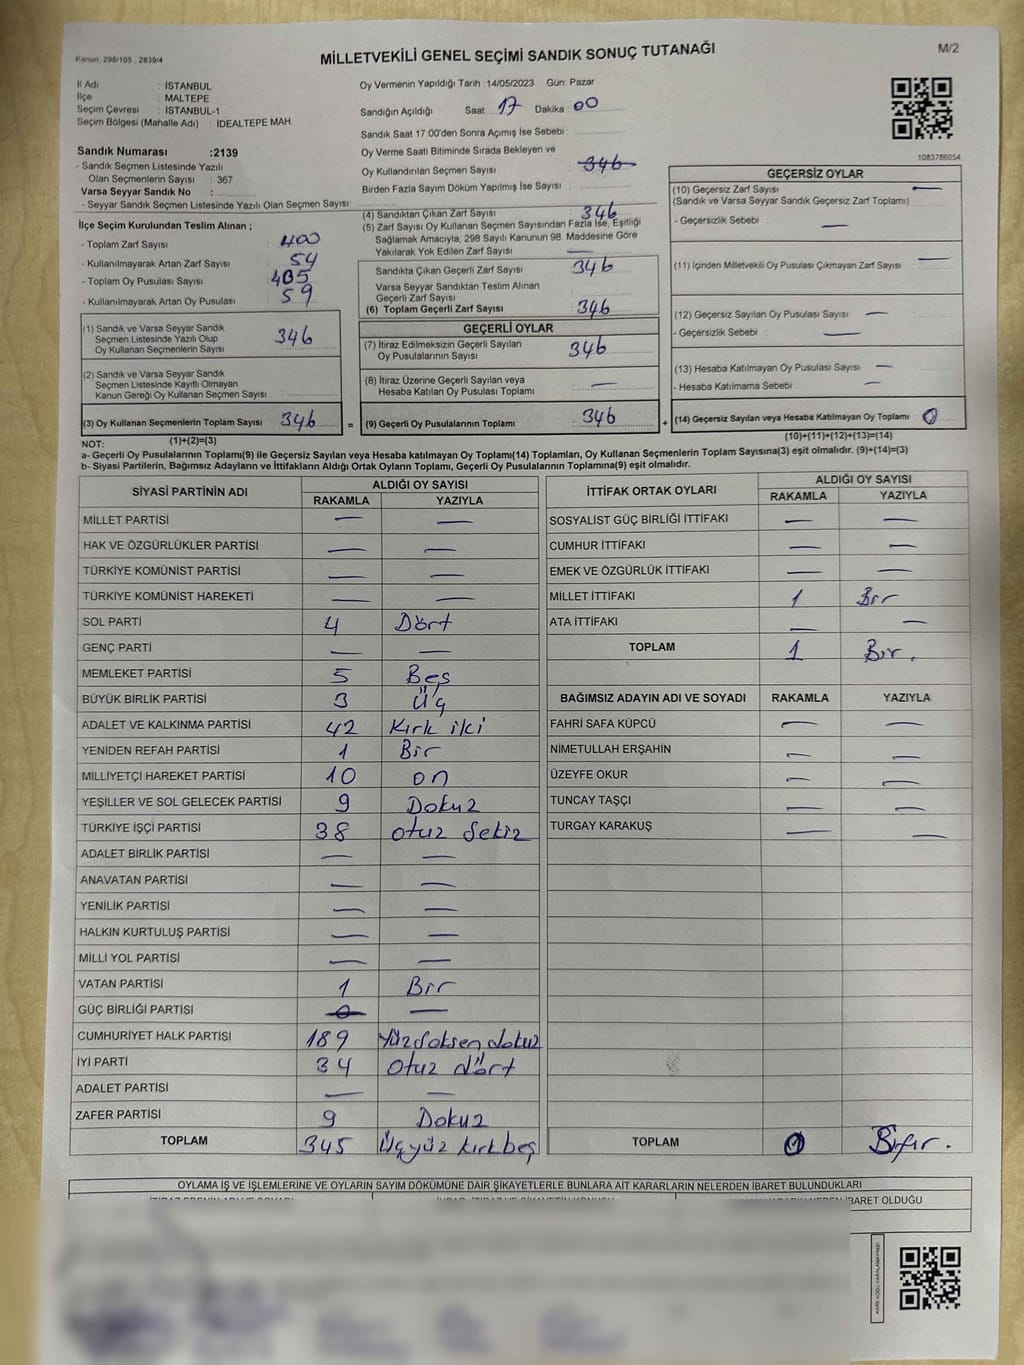 Kanun, 298/105 , 2839/4
MİLLETVEKİLİ GENEL SEÇİMİ SANDIK SONUÇ TUTANAĞI
M/2
İl Adı : İSTANBUL
İlçe : MALTEPE
Seçim Çevresi : İSTANBUL-1
Seçim Bölgesi (Mahalle Adı) : İDEALTEPE MAH.
Oy Vermenin Yapıldığı Tarih : 14/05/2023 Gün: Pazar
Sandığın Açıldığı Saat: 17 Dakika : 00
Sandık Saat 17:00'den Sonra Açımış İse Sebebi :
Oy Verme Saati Bitiminde Sırada Bekleyen ve
Oy Kullandırılan Seçmen Sayısı : 346
Birden Fazla Sayım Döküm Yapılmış İse Sayısı :
1083786054
Sandık Numarası :2139
- Sandık Seçmen Listesinde Yazılı
Olan Seçmenlerin Sayısı : 367
Varsa Seyyar Sandık No :
- Seyyar Sandık Seçmen Listesinde Yazılı Olan Seçmen Sayısı:
İlçe Seçim Kurulundan Teslim Alınan ;
- Toplam Zarf Sayısı : 400
- Kullanılmayarak Artan Zarf Sayısı : 54
- Toplam Oy Pusulası Sayısı : 405
- Kullanılmayarak Artan Oy Pusulası : 59
(1) Sandık ve Varsa Seyyar Sandık
Seçmen Listesinde Yazılı Olup
Oy Kullanan Seçmenlerin Sayısı : 346
(2) Sandık ve Varsa Seyyar Sandık
Seçmen Listesinde Kayıtlı Olmayan
Kanun Gereği Oy Kullanan Seçmen Sayısı :
(3) Oy Kullanan Seçmenlerin Toplam Sayısı : 346 =
(4) Sandıktan Çıkan Zarf Sayısı : 346
(5) Zarf Sayısı Oy Kullanan Seçmen Sayısından Fazla İse, Eşitliği
Sağlamak Amacıyla, 298 Sayılı Kanunun 98. Maddesine Göre
Yakılarak Yok Edilen Zarf Sayısı : —
Sandıkta Çıkan Geçerli Zarf Sayısı : 346
Varsa Seyyar Sandıktan Teslim Alınan
Geçerli Zarf Sayısı :
(6) Toplam Geçerli Zarf Sayısı : 346
GEÇERLİ OYLAR
(7) İtiraz Edilmeksizin Geçerli Sayılan
Oy Pusulalarının Sayısı : 346
(8) İtiraz Üzerine Geçerli Sayılan veya
Hesaba Katılan Oy Pusulası Toplamı : —
(9) Geçerli Oy Pusulalarının Toplamı : 346 +
GEÇERSİZ OYLAR
(10) Geçersiz Zarf Sayısı : —
(Sandık ve Varsa Seyyar Sandık Geçersiz Zarf Toplamı)
- Geçersizlik Sebebi : —
(11) İçinden Milletvekili Oy Pusulası Çıkmayan Zarf Sayısı : —
(12) Geçersiz Sayılan Oy Pusulası Sayısı : —
- Geçersizlik Sebebi : —
(13) Hesaba Katılmayan Oy Pusulası Sayısı : —
- Hesaba Katılmama Sebebi : —
(14) Geçersiz Sayılan veya Hesaba Katılmayan Oy Toplamı : 0
NOT: (1)+(2)=(3)
(10)+(11)+(12)+(13)=(14)
a- Geçerli Oy Pusulalarının Toplamı(9) ile Geçersiz Sayılan veya Hesaba katılmayan Oy Toplamı(14) Toplamları, Oy Kullanan Seçmenlerin Toplam Sayısına(3) eşit olmalıdır. (9)+(14)=(3)
b- Siyasi Partilerin, Bağımsız Adayların ve İttifakların Aldığı Ortak Oyların Toplamı, Geçerli Oy Pusulalarının Toplamına(9) eşit olmalıdır.
SİYASİ PARTİNİN ADI ALDIĞI OY SAYISI
RAKAMLA YAZIYLA
MİLLET PARTİSİ — —
HAK VE ÖZGÜRLÜKLER PARTİSİ — —
TÜRKİYE KOMÜNİST PARTİSİ — —
TÜRKİYE KOMÜNİST HAREKETİ — —
SOL PARTİ 4 Dört
GENÇ PARTİ — —
MEMLEKET PARTİSİ 5 Beş
BÜYÜK BİRLİK PARTİSİ 3 Üç
ADALET VE KALKINMA PARTİSİ 42 Kırk iki
YENİDEN REFAH PARTİSİ 1 Bir
MİLLİYETÇİ HAREKET PARTİSİ 10 on
YEŞİLLER VE SOL GELECEK PARTİSİ 9 Dokuz
TÜRKİYE İŞÇİ PARTİSİ 38 otuz Sekiz
ADALET BİRLİK PARTİSİ — —
ANAVATAN PARTİSİ — —
YENİLİK PARTİSİ — —
HALKIN KURTULUŞ PARTİSİ — —
MİLLİ YOL PARTİSİ — —
VATAN PARTİSİ 1 Bir
GÜÇ BİRLİĞİ PARTİSİ 0 —
CUMHURİYET HALK PARTİSİ 189 Yüzseksen dokuz
İYİ PARTİ 34 otuz dört
ADALET PARTİSİ — —
ZAFER PARTİSİ 9 Dokuz
TOPLAM 345 Üçyüz kırkbeş
İTTİFAK ORTAK OYLARI ALDIĞI OY SAYISI
RAKAMLA YAZIYLA
SOSYALİST GÜÇ BİRLİĞİ İTTİFAKI — —
CUMHUR İTTİFAKI — —
EMEK VE ÖZGÜRLÜK İTTİFAKI — —
MİLLET İTTİFAKI 1 Bir
ATA İTTİFAKI — —
TOPLAM 1 Bir.
BAĞIMSIZ ADAYIN ADI VE SOYADI RAKAMLA YAZIYLA
FAHRİ SAFA KÜPCÜ — —
NİMETULLAH ERŞAHİN — —
ÜZEYFE OKUR — —
TUNCAY TAŞÇI — —
TURGAY KARAKUŞ — —
TOPLAM 0
OYLAMA İŞ VE İŞLEMLERİNE VE OYLARIN SAYIM DÖKÜMÜNE DAİR ŞİKAYETLERLE BUNLARA AİT KARARLARIN NELERDEN İBARET BULUNDUKLARI
İBARET OLDUĞU